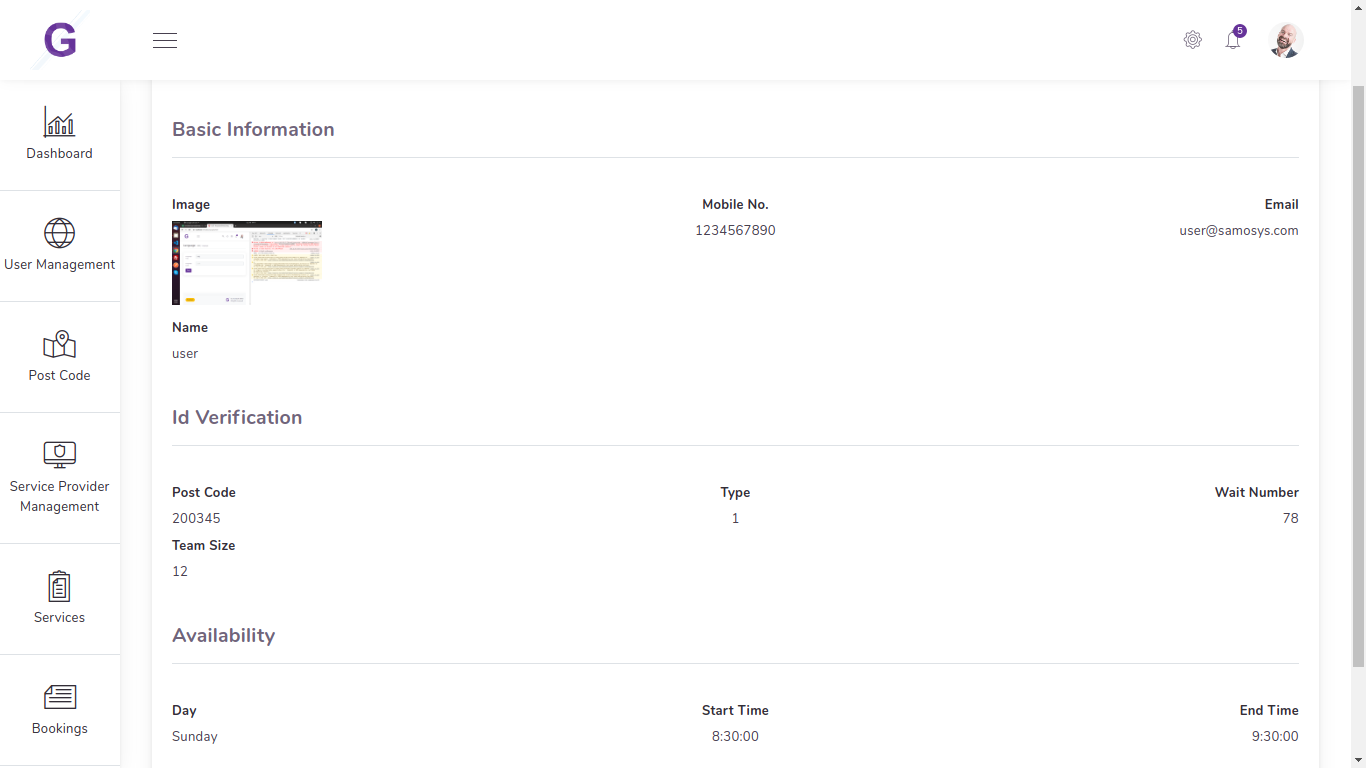 G
5
Dashboard
User Management
Post Code
Service Provider
Management
Services
Bookings
Basic Information
Image
Mobile No.
Email
1234567890
user@samosys.com
Name
user
Id Verification
Post Code
Type
Wait Number
200345
1
78
Team Size
12
Availability
Day
Start Time
End Time
Sunday
8:30:00
9:30:00